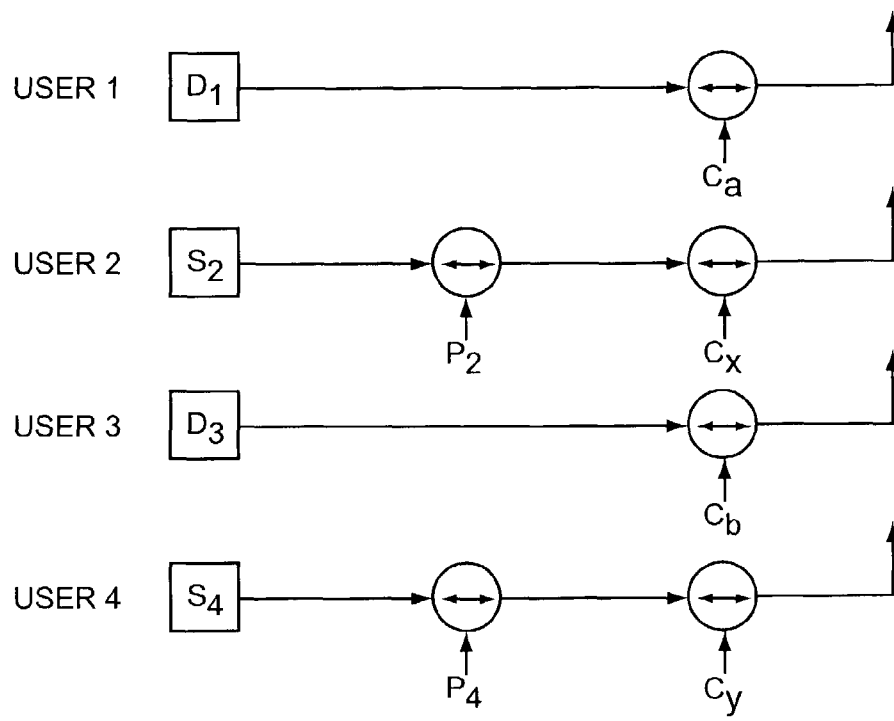 USER 1 D1
Ca
USER 2 S2
P2 Cx
USER 3 D3
Cb
USER 4 S4
P4 Cy